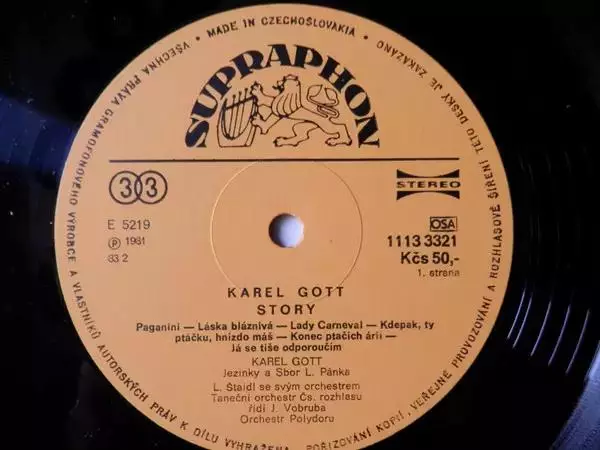 VŠECHNA PRÁVA GRAMOFONOVÉHO VÝROBCE A VLASTNÍKŮ AUTORSKÝCH PRÁV K DÍLU VYHRAŽENA • POŘIZOVÁNÍ KOPIÍ, VEŘEJNÉ PROVOZOVÁNÍ A ROZHLASOVÉ ŠÍŘENÍ TÉTO DESKY JE ZAKÁZÁNO • MADE IN CZECHOSLOVAKIA •
SUPRAPHON
33
STEREO
E 5219
OSA
Ⓟ 1981
1113 3321
83 2
Kčs 50,-
1. strana
KAREL GOTT
STORY
Paganini — Láska bláznivá — Lady Carneval — Kdepak, ty
ptáčku, hnízdo máš — Konec ptačích árií —
Já se tiše odporoučím
KAREL GOTT
Jezinky a Sbor L. Pánka
L. Štaidl se svým orchestrem
Taneční orchestr Čs. rozhlasu
řídí J. Vobruba
Orchestr Polydoru